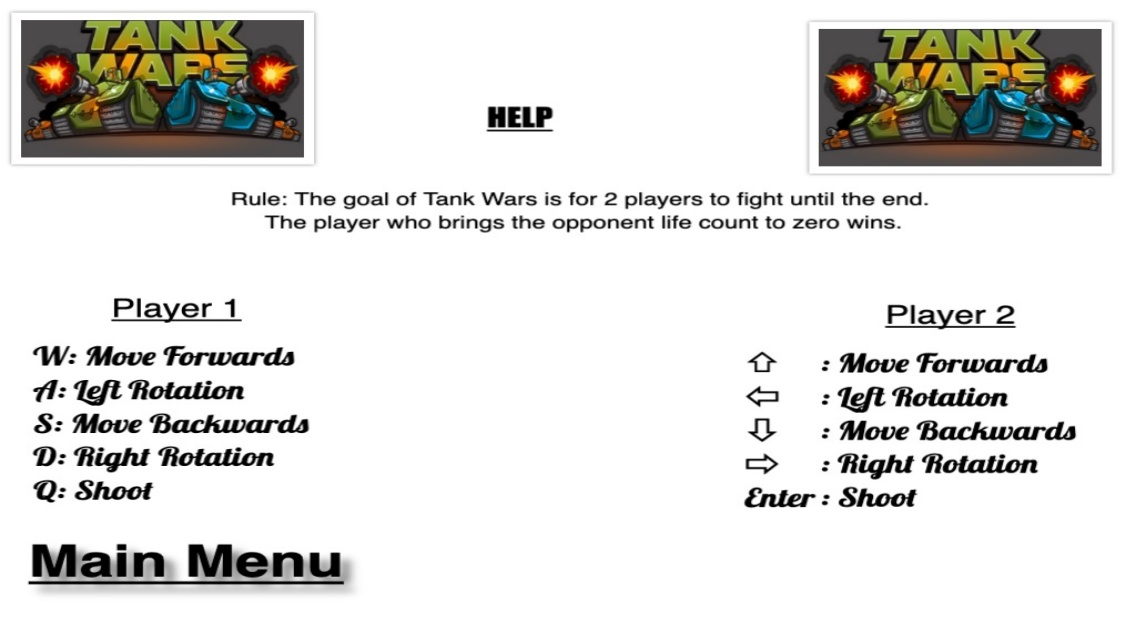 TANK
WARS
TANK
WARS
HELP
Rule: The goal of Tank Wars is for 2 players to fight until the end.
The player who brings the opponent life count to zero wins.
Player 1
W: Move Forwards
A: Left Rotation
S: Move Backwards
D: Right Rotation
Q: Shoot
Player 2
⇧ : Move Forwards
⇦ : Left Rotation
⇩ : Move Backwards
⇨ : Right Rotation
Enter : Shoot
Main Menu